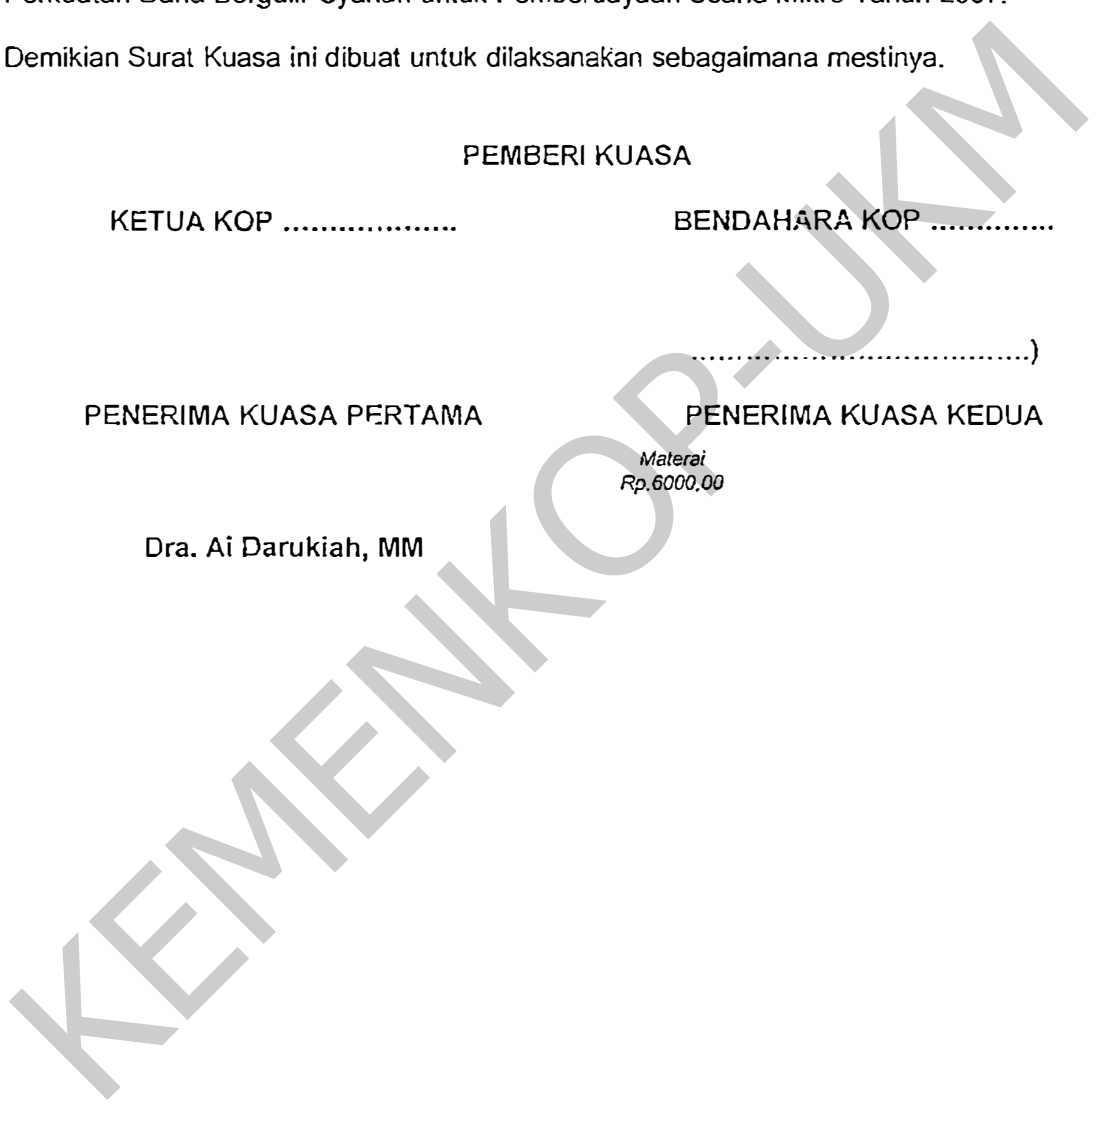 Demikian Surat Kuasa ini dibuat untuk dilaksanakan sebagaimana mestinya.
PEMBERI KUASA
KETUA KOP ................... BENDAHARA KOP ..............
.....................................)
PENERIMA KUASA PERTAMA PENERIMA KUASA KEDUA
Materai
Rp.6000,00
Dra. Ai Darukiah, MM
KEMENKOP-UKM